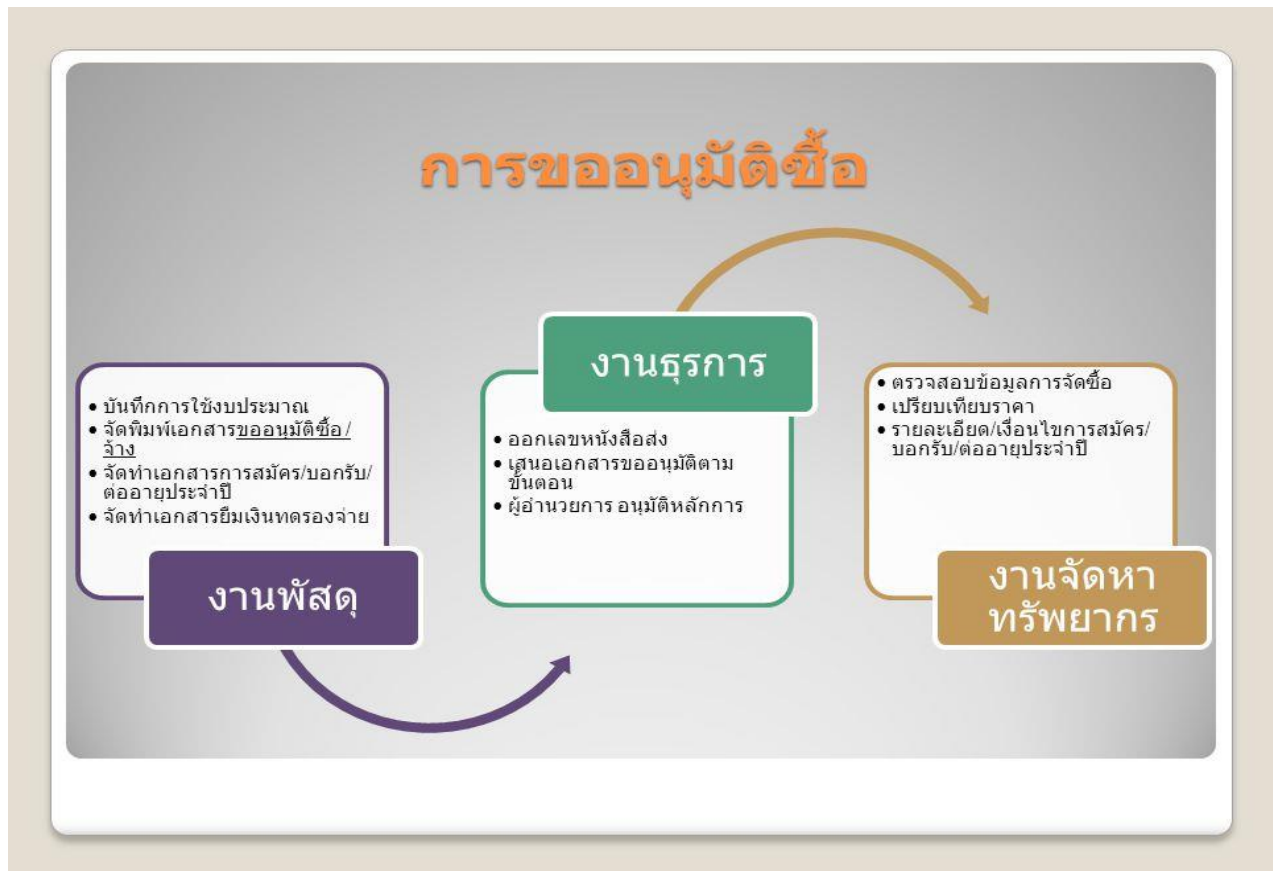 การขออนุมัติซื้อ
• บันทึกการใช้งบประมาณ
• จัดพิมพ์เอกสารขออนุมัติซื้อ/
จ้าง
• จัดทำเอกสารการสมัคร/บอกรับ/
ต่ออายุประจำปี
• จัดทำเอกสารยืมเงินทดรองจ่าย
งานพัสดุ
งานธุรการ
• ออกเลขหนังสือส่ง
• เสนอเอกสารขออนุมัติตาม
ขั้นตอน
• ผู้อำนวยการ อนุมัติหลักการ
• ตรวจสอบข้อมูลการจัดซื้อ
• เปรียบเทียบราคา
• รายละเอียด/เงื่อนไขการสมัคร/
บอกรับ/ต่ออายุประจำปี
งานจัดหา
ทรัพยากร